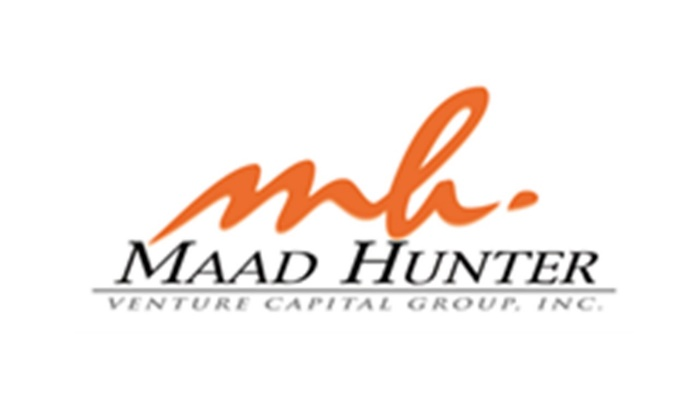 mh.
MAAD HUNTER
VENTURE CAPITAL GROUP, INC.